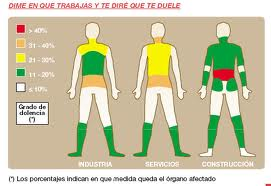 DIME EN QUE TRABAJAS Y TE DIRÉ QUE TE DUELE
> 40%
31 - 40%
21 - 30%
11 - 20%
≤ 10%
Grado de
dolencia
(*)
INDUSTRIA
SERVICIOS
CONSTRUCCIÓN
(*) Los porcentajes indican en que medida queda el órgano afectado